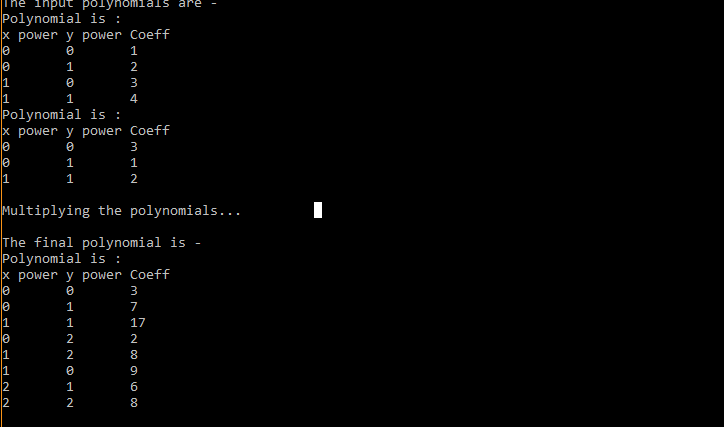 The input polynomials are -
Polynomial is :
x power y power Coeff
0 0 1
0 1 2
1 0 3
1 1 4
Polynomial is :
x power y power Coeff
0 0 3
0 1 1
1 1 2
Multiplying the polynomials...
The final polynomial is -
Polynomial is :
x power y power Coeff
0 0 3
0 1 7
1 1 17
0 2 2
1 2 8
1 0 9
2 1 6
2 2 8